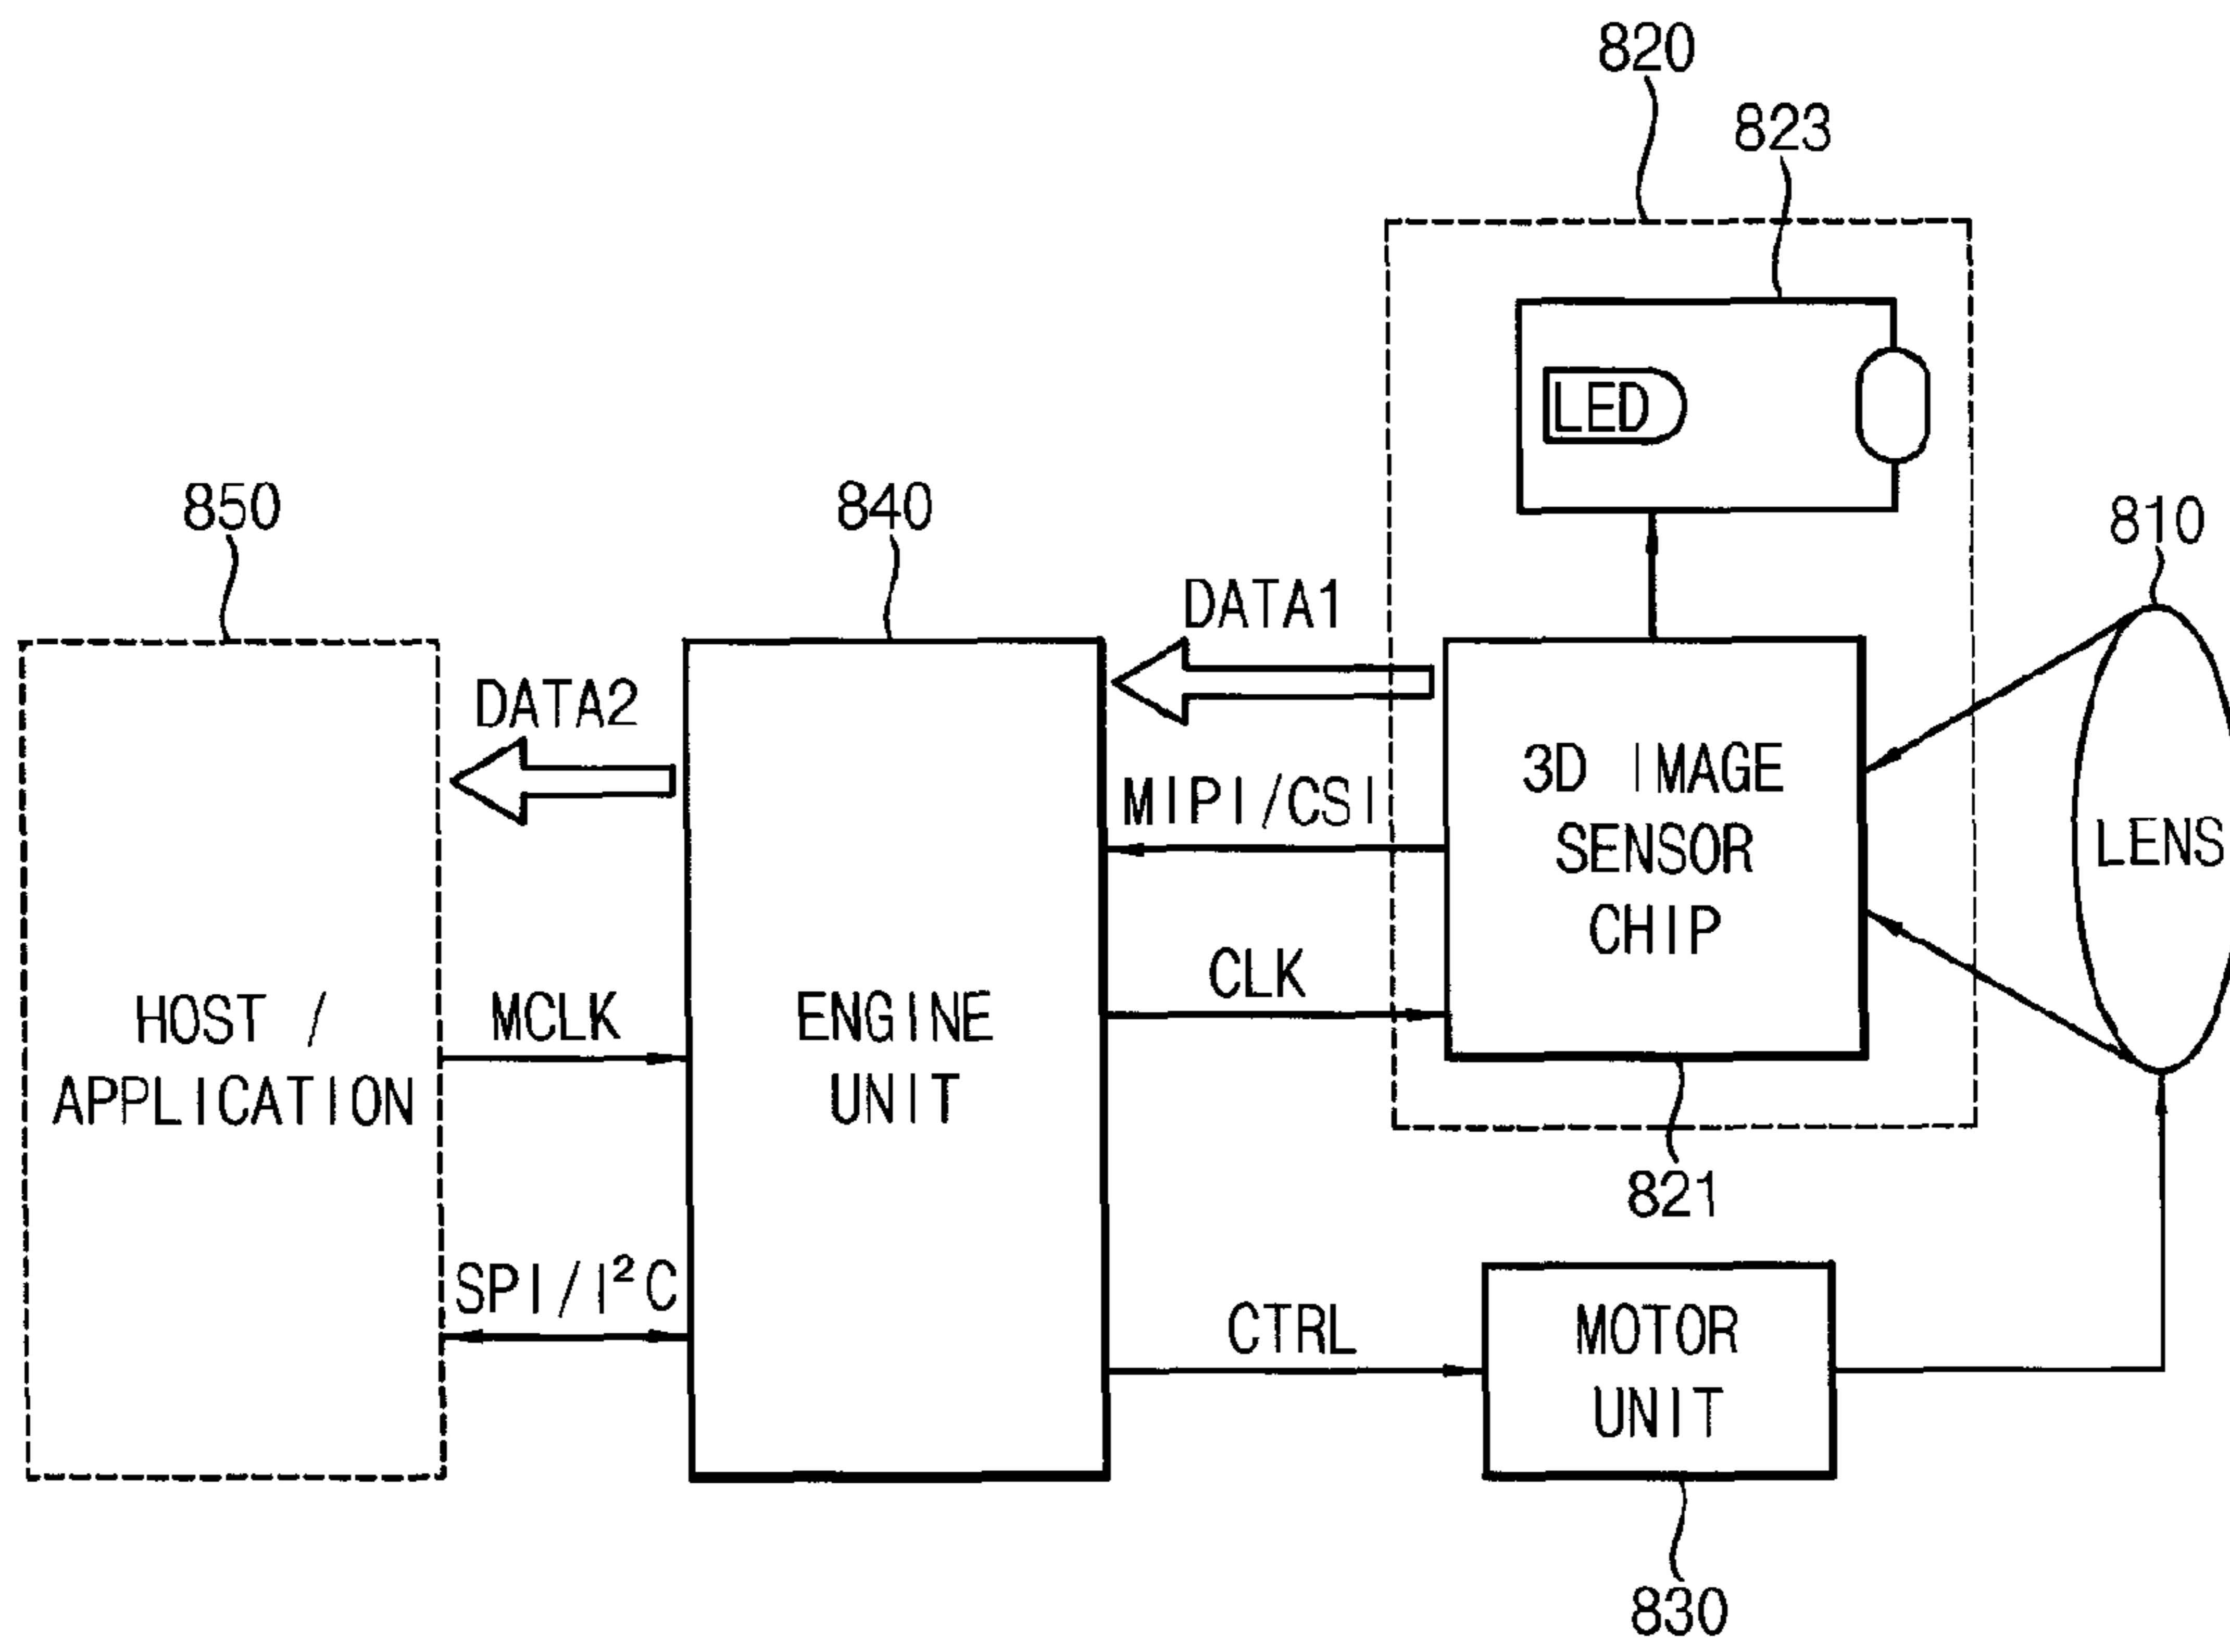 820
823
LED
850
840
810
DATA1
DATA2
MIPI/CSI
3D IMAGE
SENSOR
CHIP
LENS
CLK
HOST /
APPLICATION
MCLK
ENGINE
UNIT
821
SPI/I²C
CTRL
MOTOR
UNIT
830